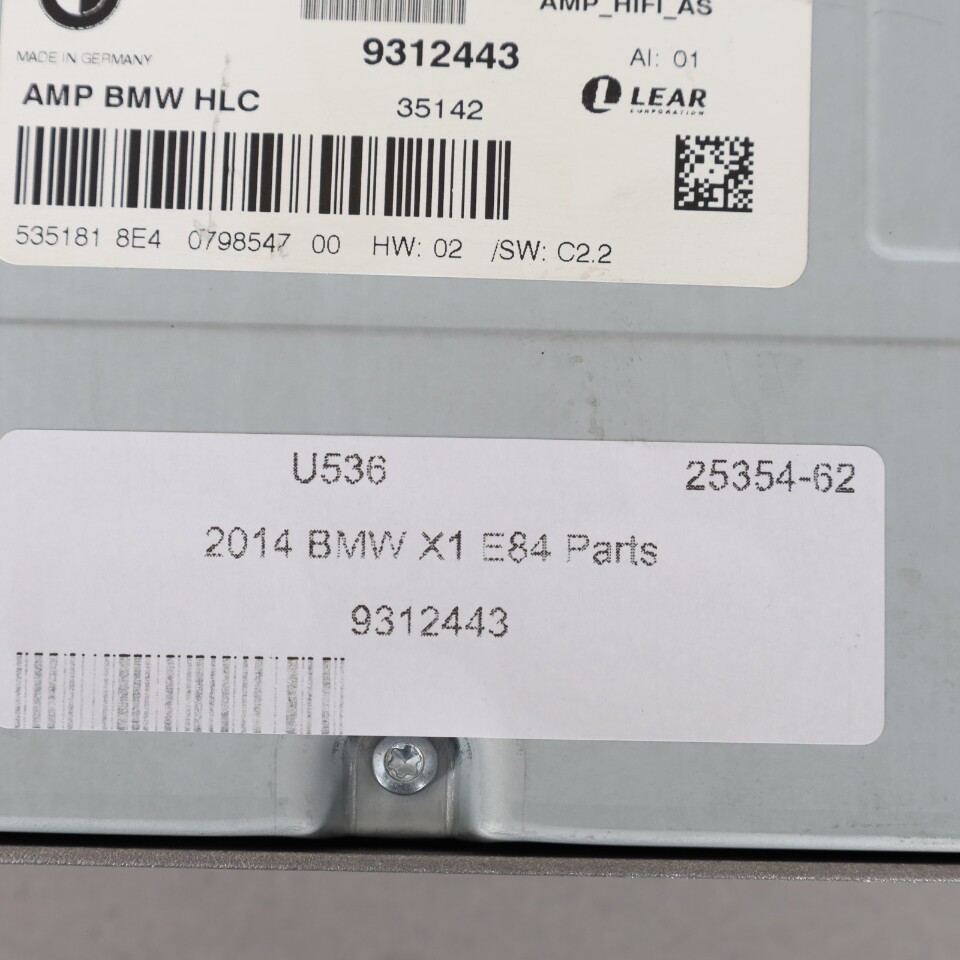 AMP_HIFI_AS
MADE IN GERMANY
9312443
AI: 01
AMP BMW HLC
35142
LEAR
CORPORATION
535181 8E4 0798547 00 HW: 02 /SW: C2.2
U536
25354-62
2014 BMW X1 E84 Parts
9312443